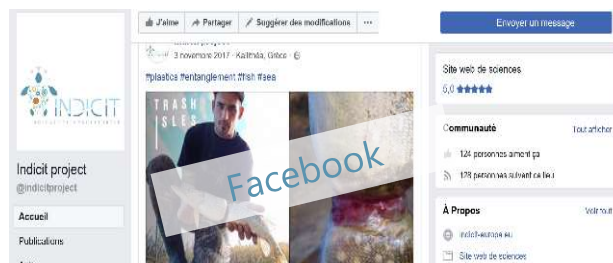 J'aime Partager Suggérer des modifications ...
Envoyer un message
INDICIT
Indicit project
@indicitproject
Accueil
Publications
3 novembre 2017 · Kallithéa, Grèce ·
#plastics #entanglement #fish #sea
TRASH
ISLES
Facebook
Site web de sciences
5,0 ★★★★★
Communauté Tout afficher
124 personnes aiment ça
128 personnes suivent ce lieu
À Propos Voir tout
indicit-europa.eu
Site web de sciences